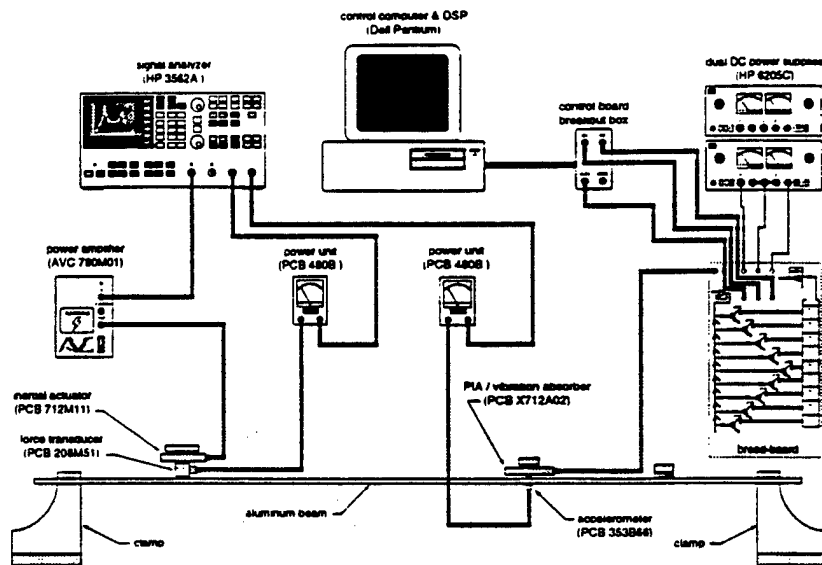 control computer & DSP
(Dell Pentium)
signal analyzer
(HP 3562A )
dual DC power supplies
(HP 6205C)
control board
breakout box
power amplifier
(AVC 790M01)
power unit
(PCB 480B )
power unit
(PCB 480B )
inertial actuator
(PCB 712M11)
force transducer
(PCB 208M51)
PIA / vibration absorber
(PCB X712A02)
bread-board
aluminum beam
accelerometer
(PCB 353B66)
clamp
clamp